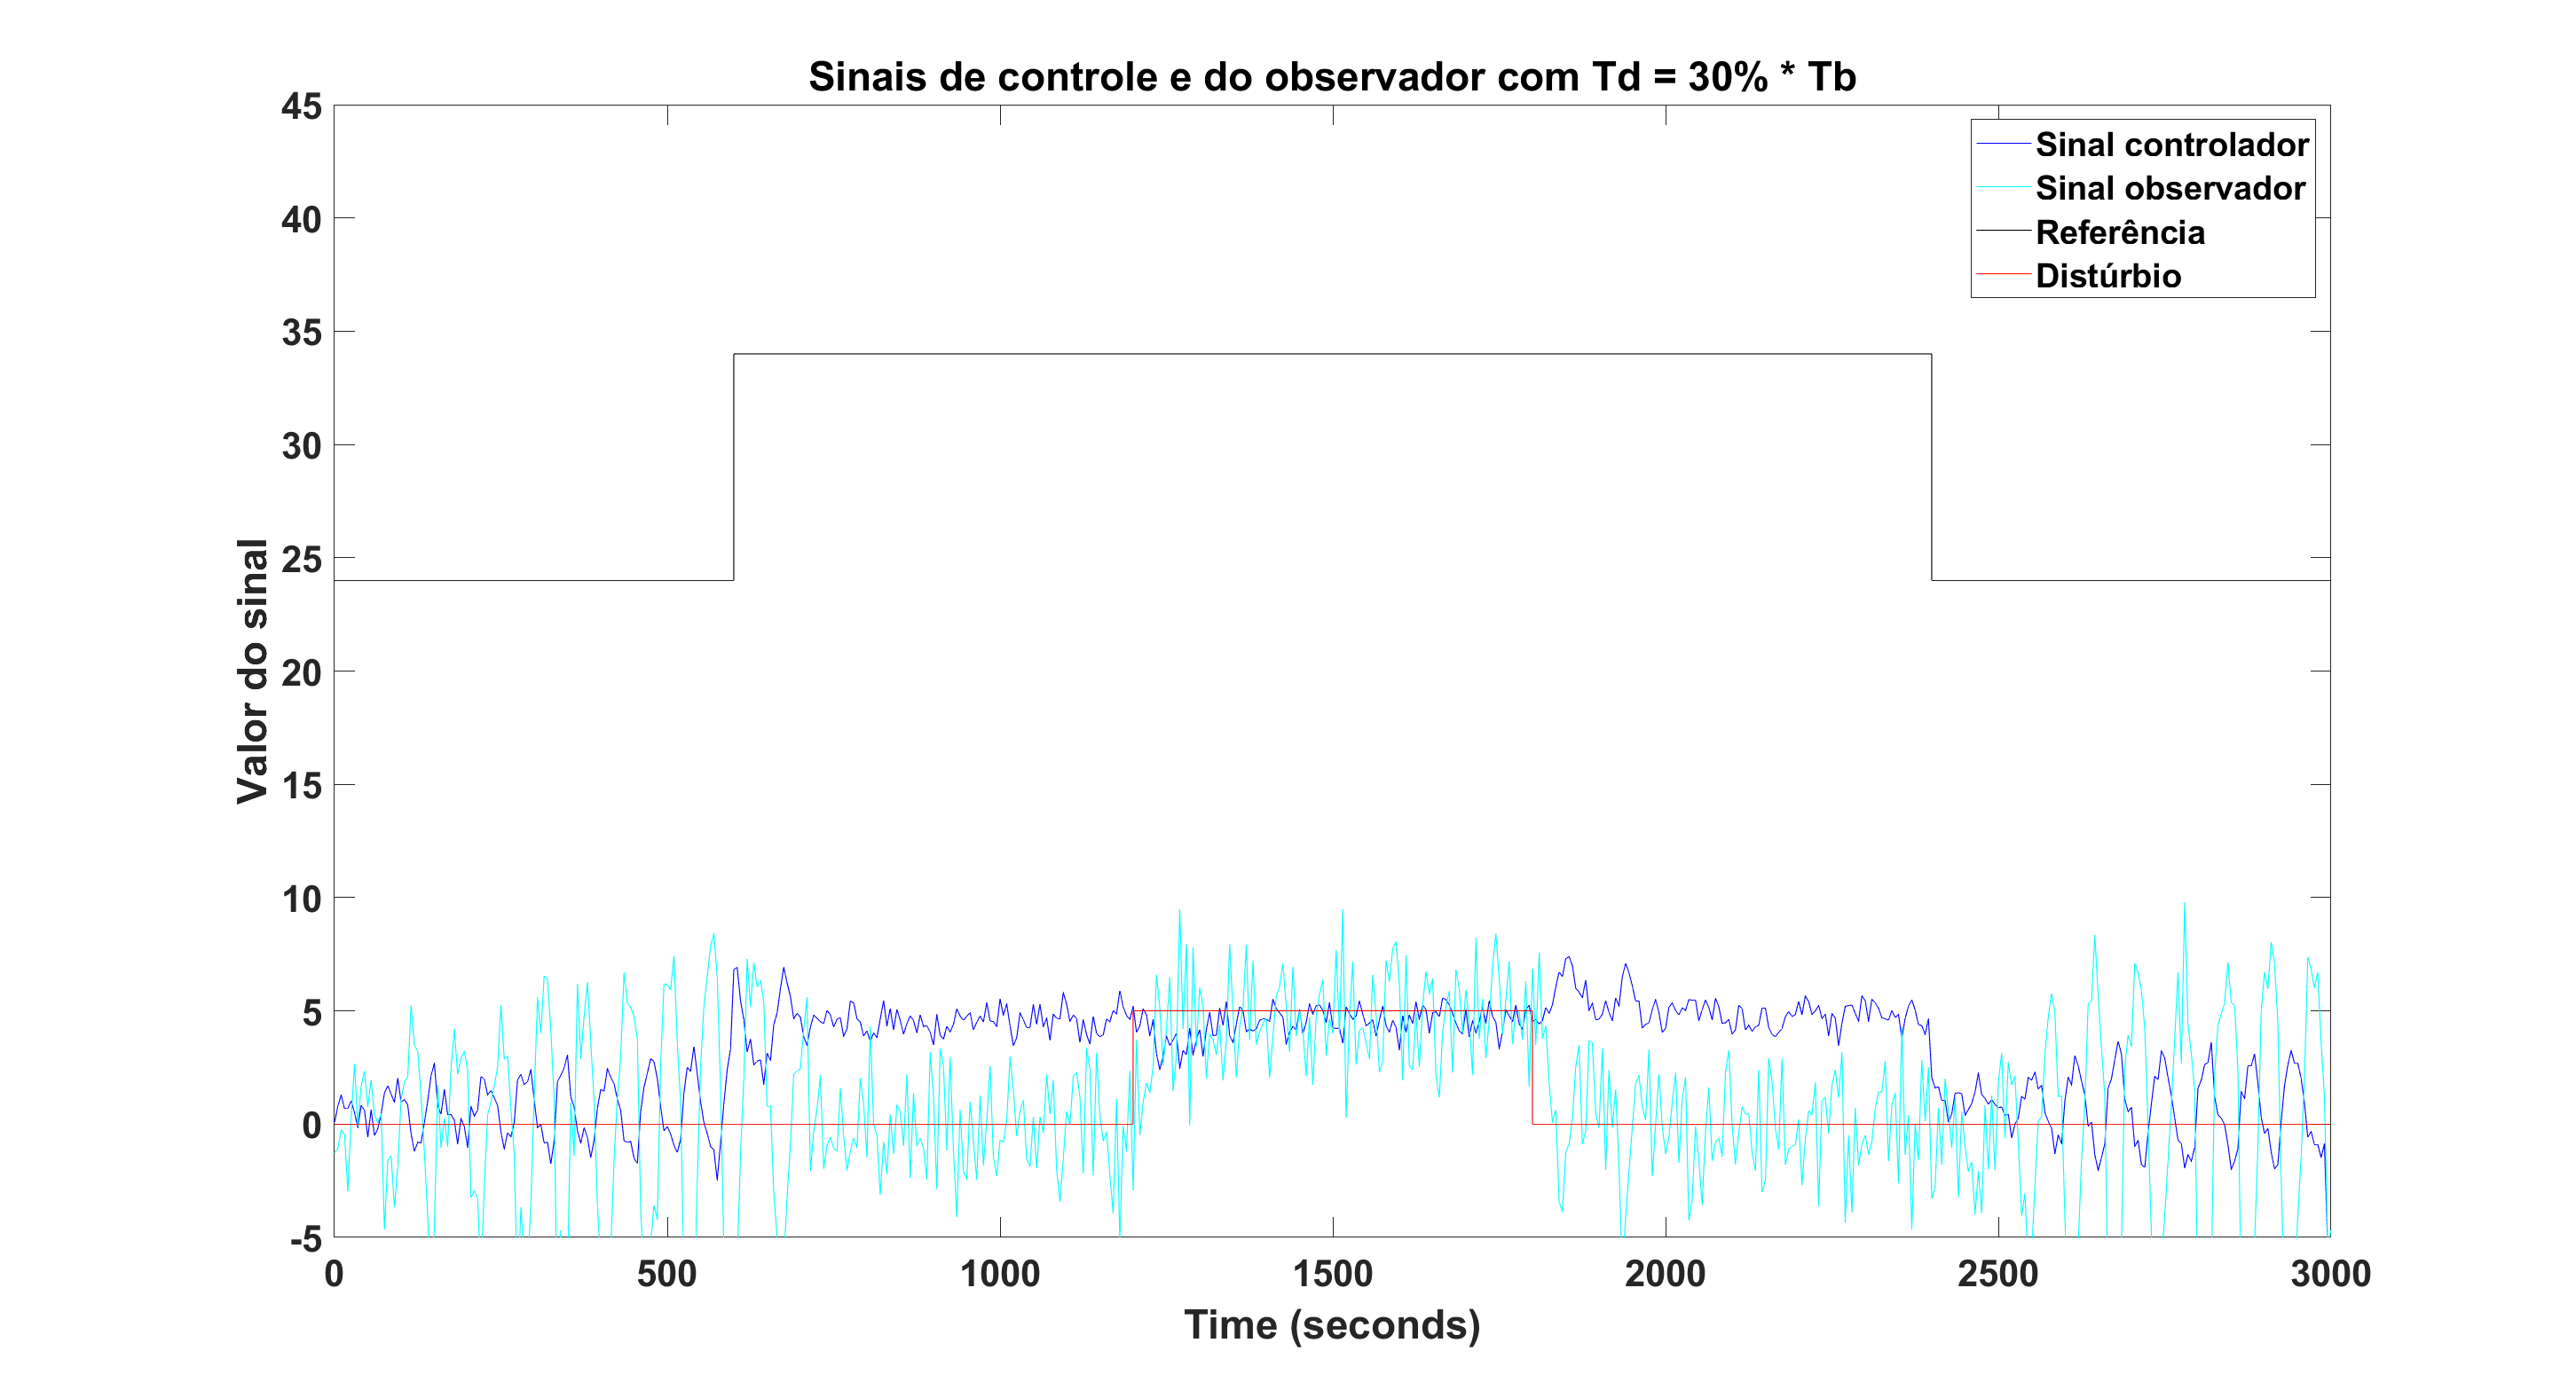 Sinais de controle e do observador com Td = 30% * Tb
45
40
35
30
25
20
15
10
5
0
-5
Valor do sinal
Sinal controlador
Sinal observador
Referência
Distúrbio
0 500 1000 1500 2000 2500 3000
Time (seconds)